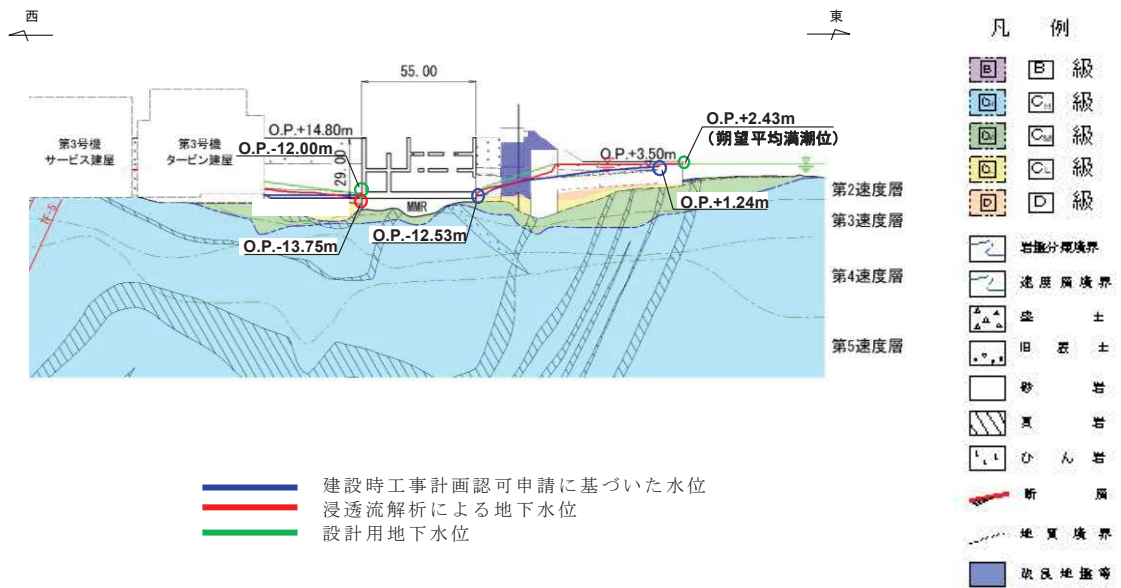 西
東
55.00
O.P.+14.80m
O.P.-12.00m
29.00
第3号機
サービス建屋
第3号機
タービン建屋
O.P.+2.43m
(朔望平均満潮位)
O.P.+3.50m
O.P.+1.24m
MMR
O.P.-13.75m
O.P.-12.53m
TF-5
第2速度層
第3速度層
第4速度層
第5速度層
建設時工事計画認可申請に基づいた水位
浸透流解析による地下水位
設計用地下水位
凡例
B B 級
CH CH 級
CM CM 級
CL CL 級
D D 級
岩盤分類境界
速度層境界
盛土
旧表土
砂岩
頁岩
ひん岩
断層
地質境界
改良地盤等